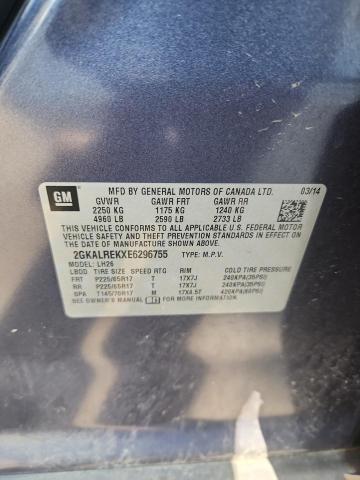 GM
MFD BY GENERAL MOTORS OF CANADA LTD. 03/14
GVWR GAWR FRT GAWR RR
2250 KG 1175 KG 1240 KG
4960 LB 2590 LB 2733 LB
THIS VEHICLE CONFORMS TO ALL APPLICABLE U.S. FEDERAL MOTOR
VEHICLE SAFETY AND THEFT PREVENTION STANDARDS IN EFFECT ON THE
DATE OF MANUFACTURE SHOWN ABOVE.
2GKALREKXE6296755 TYPE: M.P.V.
MODEL: LH26
TIRE SIZE SPEED RTG RIM COLD TIRE PRESSURE
FRT P225/65R17 T 17X7J 240KPA(35PSI)
RR P225/65R17 T 17X7J 240KPA(35PSI)
SPA T145/70R17 M 17X4.5T 420KPA(60PSI)
SEE OWNER'S MANUAL FOR ADDITIONAL INFORMATION